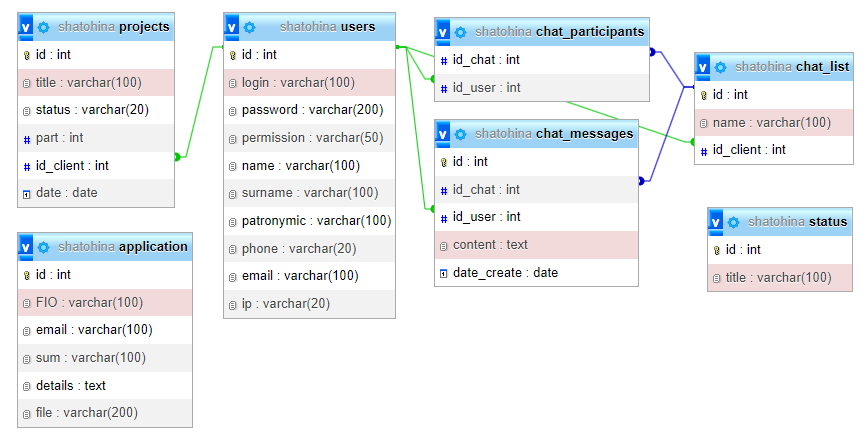 v shatohina projects
id : int
title : varchar(100)
status : varchar(20)
# part : int
# id_client : int
date : date
v shatohina users
id : int
login : varchar(100)
password : varchar(200)
permission : varchar(50)
name : varchar(100)
surname : varchar(100)
patronymic : varchar(100)
phone : varchar(20)
email : varchar(100)
ip : varchar(20)
v shatohina chat_participants
# id_chat : int
# id_user : int
v shatohina chat_list
id : int
name : varchar(100)
# id_client : int
v shatohina chat_messages
id : int
# id_chat : int
# id_user : int
content : text
date_create : date
v shatohina status
id : int
title : varchar(100)
v shatohina application
id : int
FIO : varchar(100)
email : varchar(100)
sum : varchar(100)
details : text
file : varchar(200)